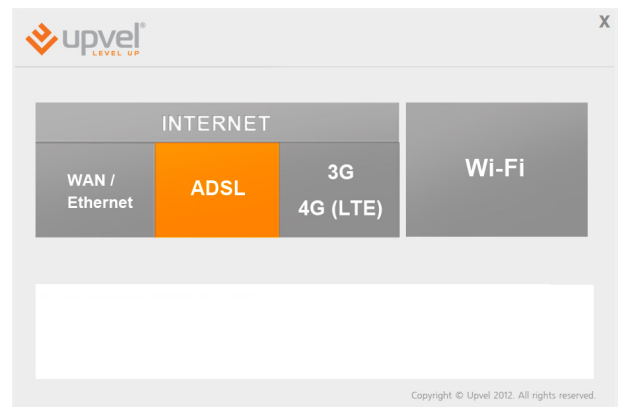 X
upvel®
LEVEL UP
INTERNET
WAN /
Ethernet
ADSL
3G
4G (LTE)
Wi-Fi
Copyright © Upvel 2012. All rights reserved.